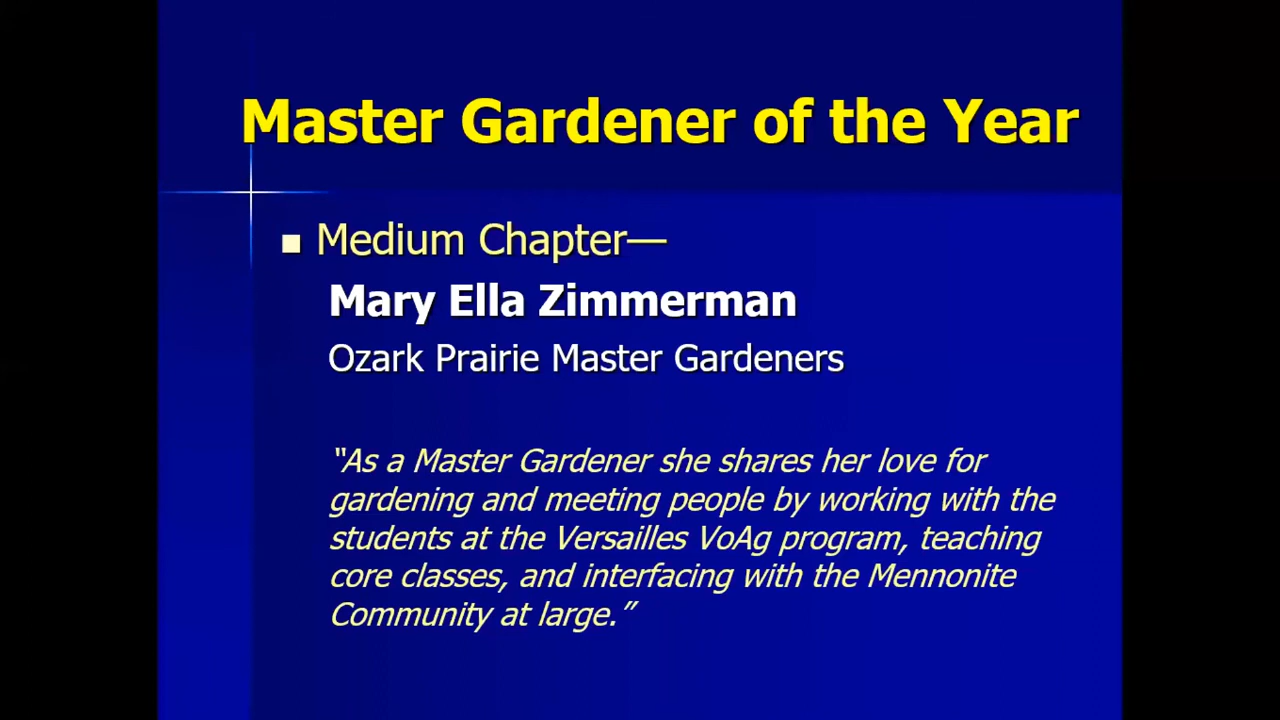 Master Gardener of the Year
Medium Chapter—
Mary Ella Zimmerman
Ozark Prairie Master Gardeners
“As a Master Gardener she shares her love for
gardening and meeting people by working with the
students at the Versailles VoAg program, teaching
core classes, and interfacing with the Mennonite
Community at large.”